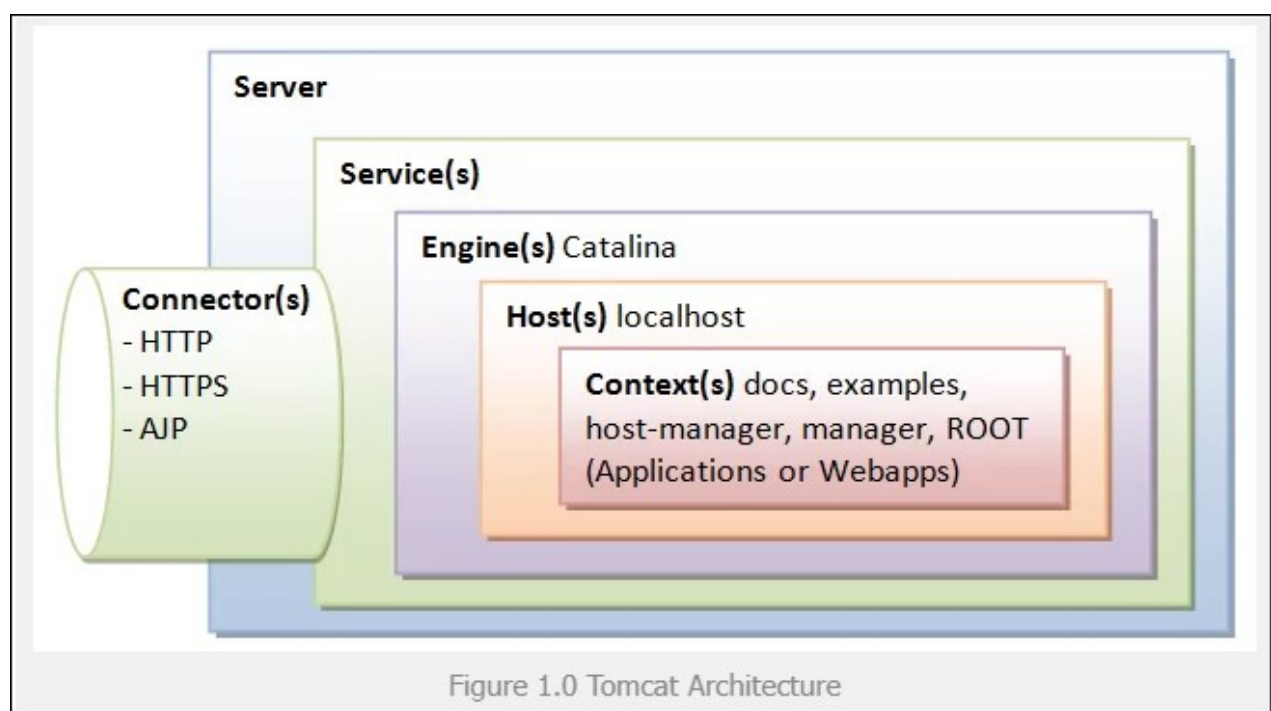 Server
Service(s)
Engine(s) Catalina
Connector(s)
- HTTP
- HTTPS
- AJP
Host(s) localhost
Context(s) docs, examples,
host-manager, manager, ROOT
(Applications or Webapps)
Figure 1.0 Tomcat Architecture